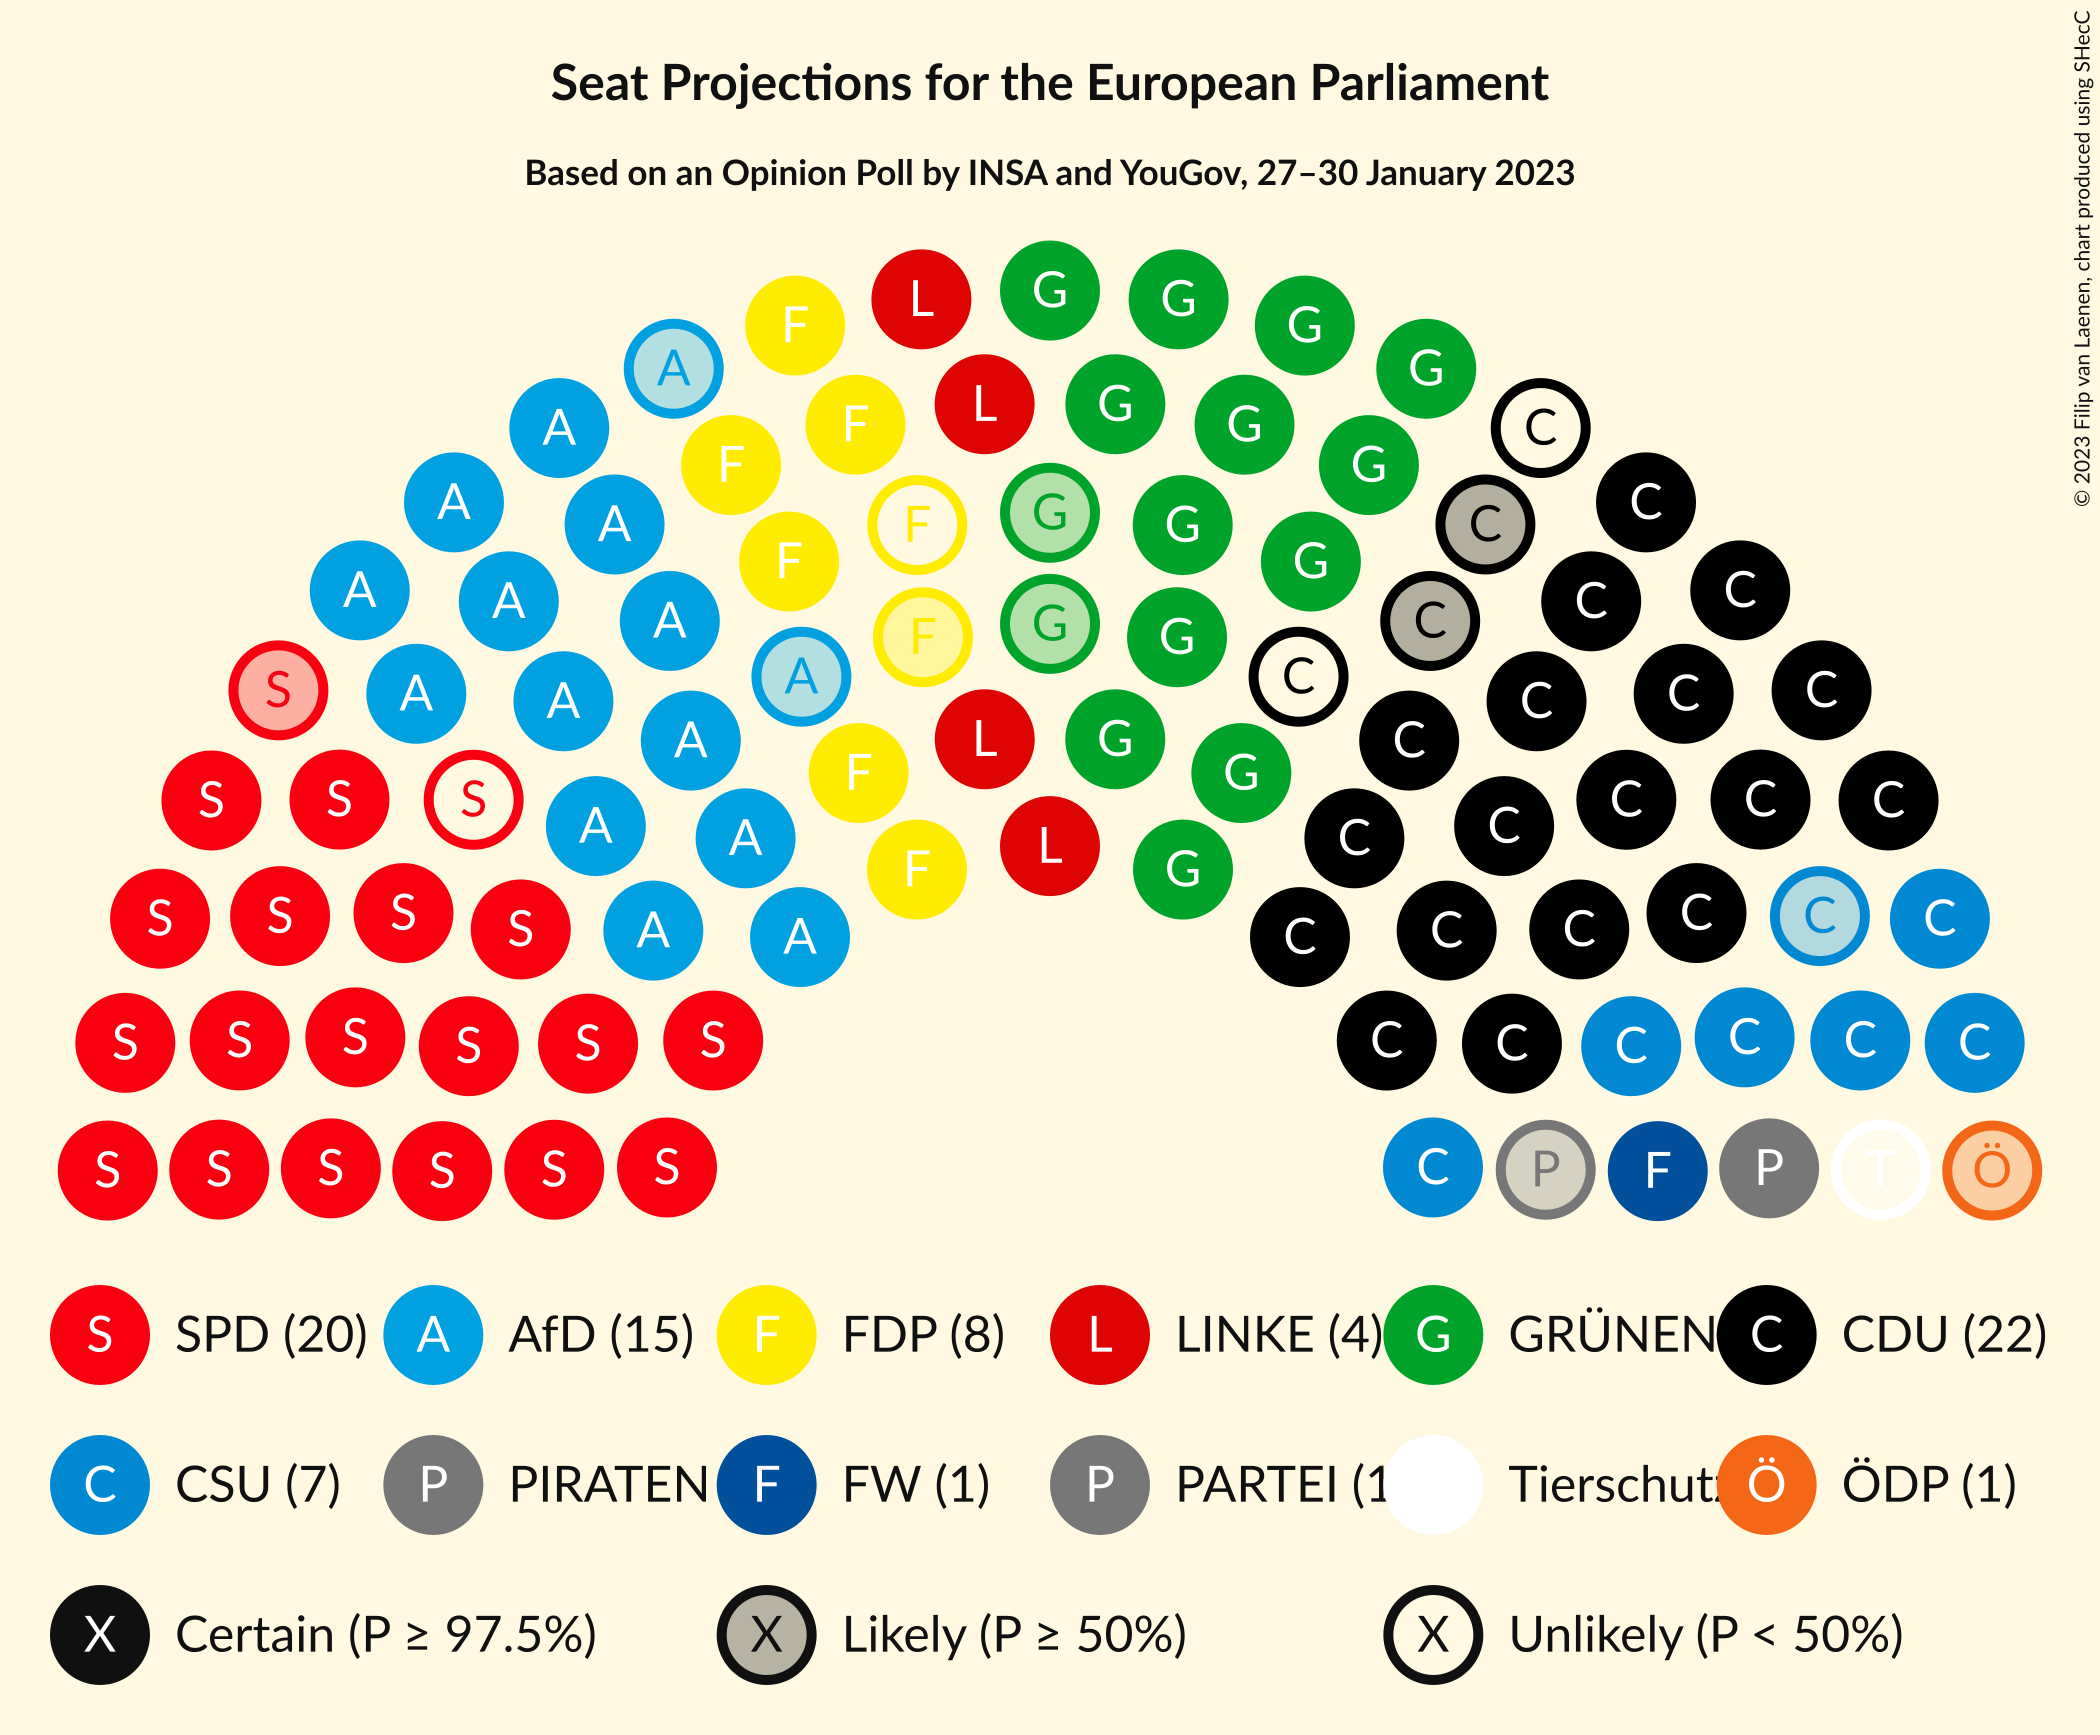 Seat Projections for the European Parliament
Based on an Opinion Poll by INSA and YouGov, 27–30 January 2023
© 2023 Filip van Laenen, chart produced using SHecC
L G G G
F G
A L G G
A F G C
F
A F G C C
A F G G C
A A F G G C C
A A F G C C C
S A A A C C C C C
A L G
S S S A A F G C C C C C
S S S S A A F L G C C C C C C
S S S S S S C C C C C C
S S S S S S C P F P T Ö
S SPD (20) A AfD (15) F FDP (8) L LINKE (4) G GRÜNEN C CDU (22)
C CSU (7) P PIRATEN F FW (1) P PARTEI (1 Tierschutz Ö ÖDP (1)
X Certain (P ≥ 97.5%) X Likely (P ≥ 50%) X Unlikely (P < 50%)